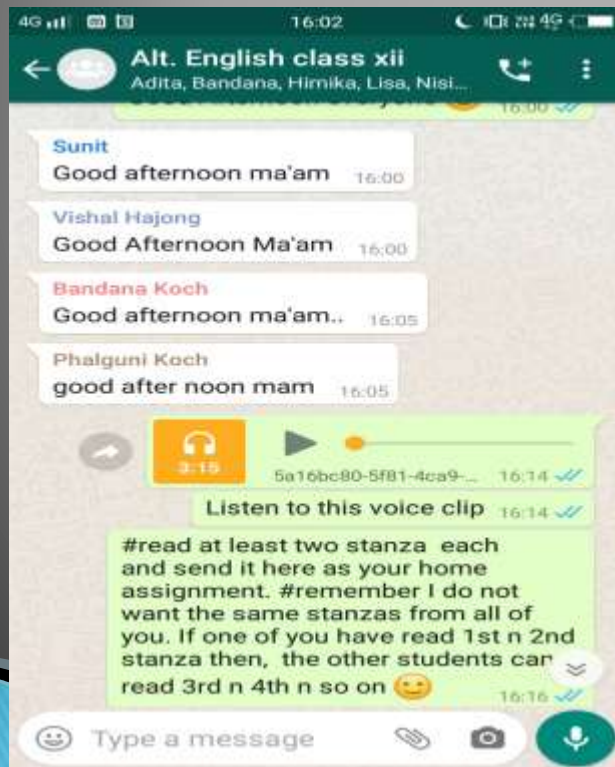 4G 16:02 4G
Alt. English class xii
Adita, Bandana, Himika, Lisa, Nisi...
16:00
Sunit
Good afternoon ma'am 16:00
Vishal Hajong
Good Afternoon Ma'am 16:00
Bandana Koch
Good afternoon ma'am.. 16:05
Phalguni Koch
good after noon mam 16:05
3:15
5a16bc80-5f81-4ca9-... 16:14
Listen to this voice clip 16:14
#read at least two stanza each
and send it here as your home
assignment. #remember I do not
want the same stanzas from all of
you. If one of you have read 1st n 2nd
stanza then, the other students can
read 3rd n 4th n so on 😉 16:16
Type a message